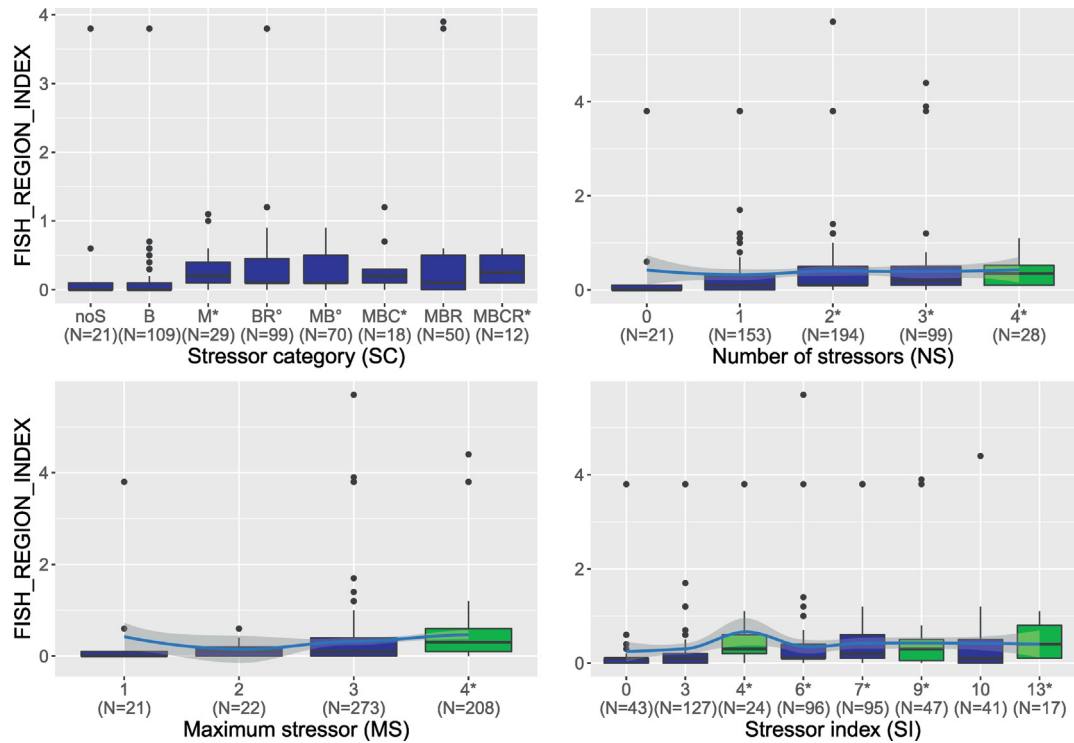 FISH_REGION_INDEX
4
3
2
1
0
noS B M* BR° MB° MBC* MBR MBCR*
(N=21) (N=109) (N=29) (N=99) (N=70) (N=18) (N=50) (N=12)
Stressor category (SC)
4
2
0
0 1 2* 3* 4*
(N=21) (N=153) (N=194) (N=99) (N=28)
Number of stressors (NS)
FISH_REGION_INDEX
4
2
0
1 2 3 4*
(N=21) (N=22) (N=273) (N=208)
Maximum stressor (MS)
4
2
0
0 3 4* 6* 7* 9* 10 13*
(N=43) (N=127) (N=24) (N=96) (N=95) (N=47) (N=41) (N=17)
Stressor index (SI)